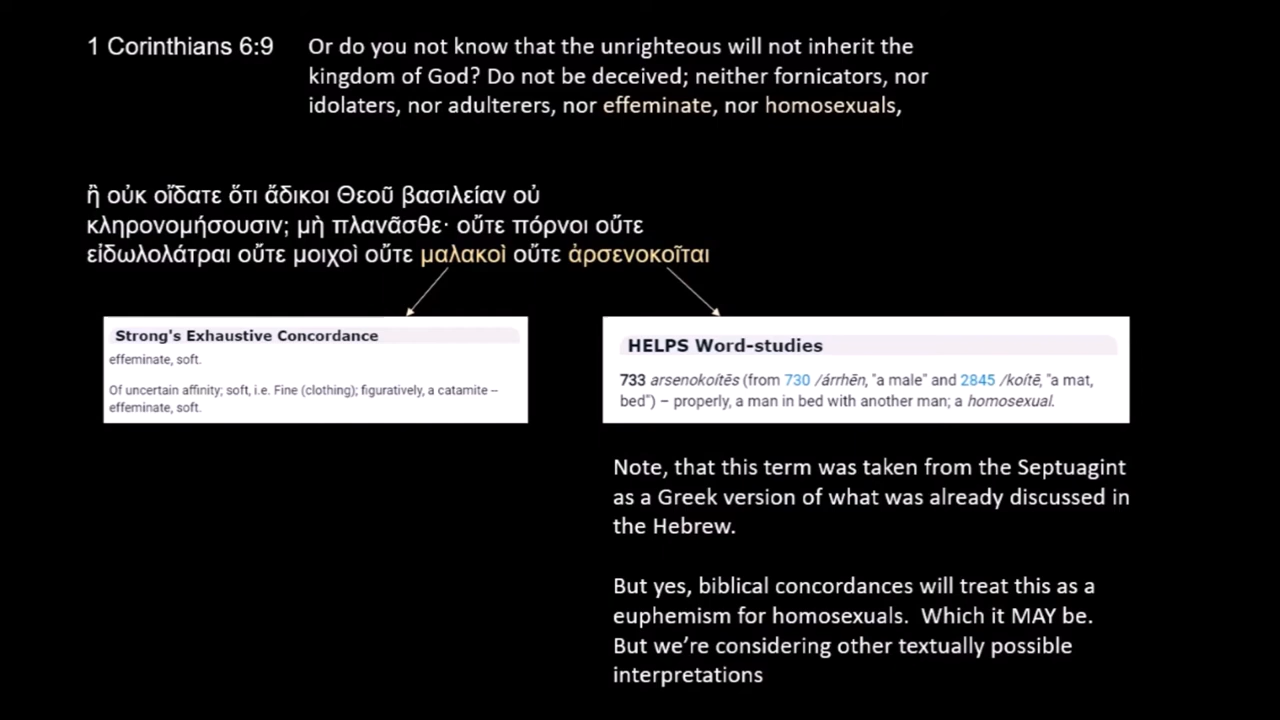 1 Corinthians 6:9
Or do you not know that the unrighteous will not inherit the
kingdom of God? Do not be deceived; neither fornicators, nor
idolaters, nor adulterers, nor effeminate, nor homosexuals,
ἢ οὐκ οἴδατε ὅτι ἄδικοι Θεοῦ βασιλείαν οὐ
κληρονομήσουσιν; μὴ πλανᾶσθε· οὔτε πόρνοι οὔτε
εἰδωλολάτραι οὔτε μοιχοὶ οὔτε μαλακοὶ οὔτε ἀρσενοκοῖται
Strong's Exhaustive Concordance
effeminate, soft.
Of uncertain affinity; soft, i.e. Fine (clothing); figuratively, a catamite --
effeminate, soft.
HELPS Word-studies
733 arsenokoítēs (from 730 /árrhēn, "a male" and 2845 /koítē, "a mat,
bed") – properly, a man in bed with another man; a homosexual.
Note, that this term was taken from the Septuagint
as a Greek version of what was already discussed in
the Hebrew.
But yes, biblical concordances will treat this as a
euphemism for homosexuals.  Which it MAY be.
But we're considering other textually possible
interpretations